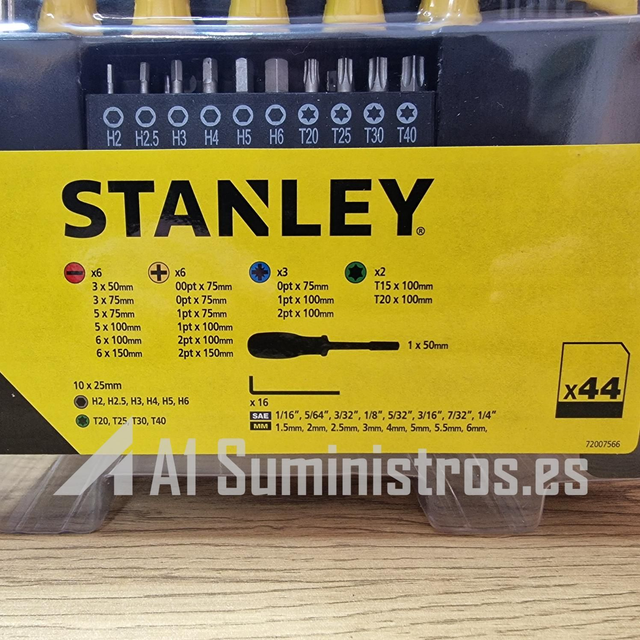 H2 H2.5 H3 H4 H5 H6 T20 T25 T30 T40
STANLEY®
x6
3 x 50mm
3 x 75mm
5 x 75mm
5 x 100mm
6 x 100mm
6 x 150mm
x6
00pt x 75mm
0pt x 75mm
1pt x 75mm
1pt x 100mm
2pt x 100mm
2pt x 150mm
x3
0pt x 75mm
1pt x 100mm
2pt x 100mm
x2
T15 x 100mm
T20 x 100mm
1 x 50mm
10 x 25mm
H2, H2.5, H3, H4, H5, H6
T20, T25, T30, T40
x 16
SAE 1/16", 5/64", 3/32", 1/8", 5/32", 3/16", 7/32", 1/4"
MM 1.5mm, 2mm, 2.5mm, 3mm, 4mm, 5mm, 5.5mm, 6mm,
x44
72007566
A1 Suministros.es